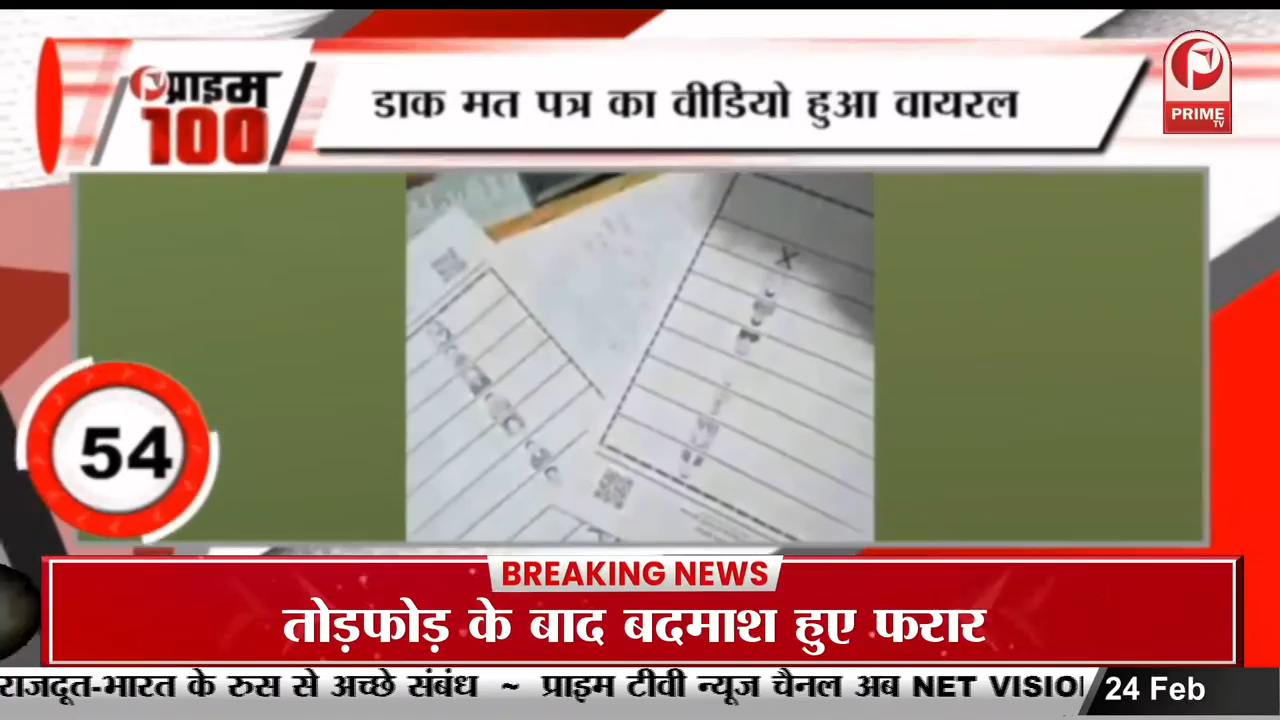 प्राइम
100
डाक मत पत्र का वीडियो हुआ वायरल
PRIME
TV
X
54
BREAKING NEWS
तोड़फोड़ के बाद बदमाश हुए फरार
राजदूत-भारत के रुस से अच्छे संबंध ~ प्राइम टीवी न्यूज चैनल अब NET VISION
24 Feb